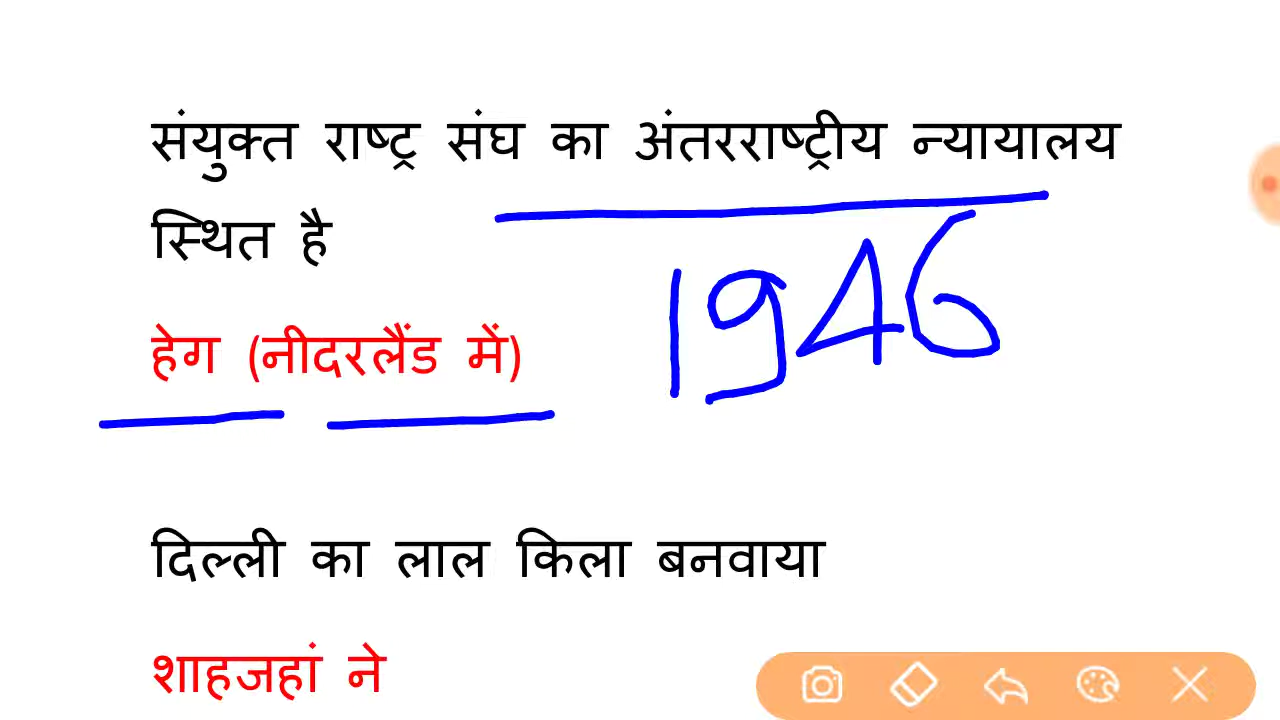 संयुक्त राष्ट्र संघ का अंतरराष्ट्रीय न्यायालय
स्थित है
1946
हेग (नीदरलैंड में)
दिल्ली का लाल किला बनवाया
शाहजहां ने